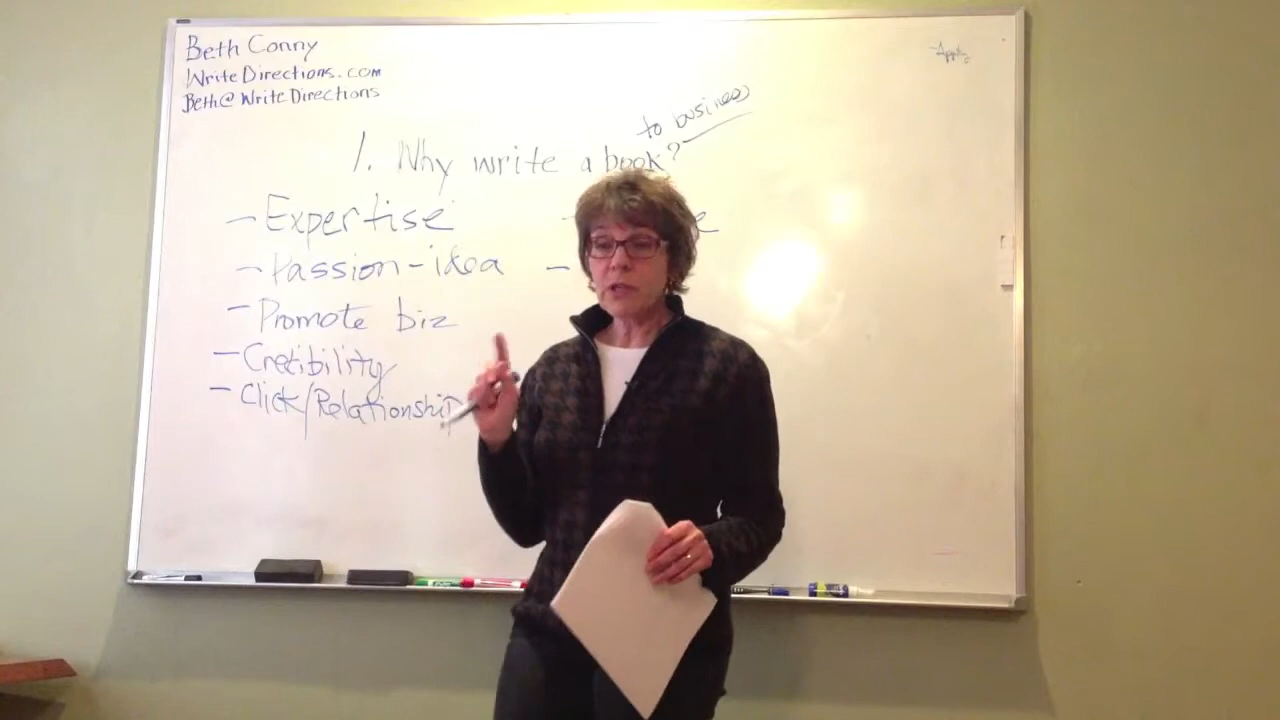 Beth Conny
WriteDirections.com
Beth@WriteDirections
to business
1. Why write a book?
- Expertise
- Passion-idea -
- Promote biz
- Credibility
- Click/Relationship